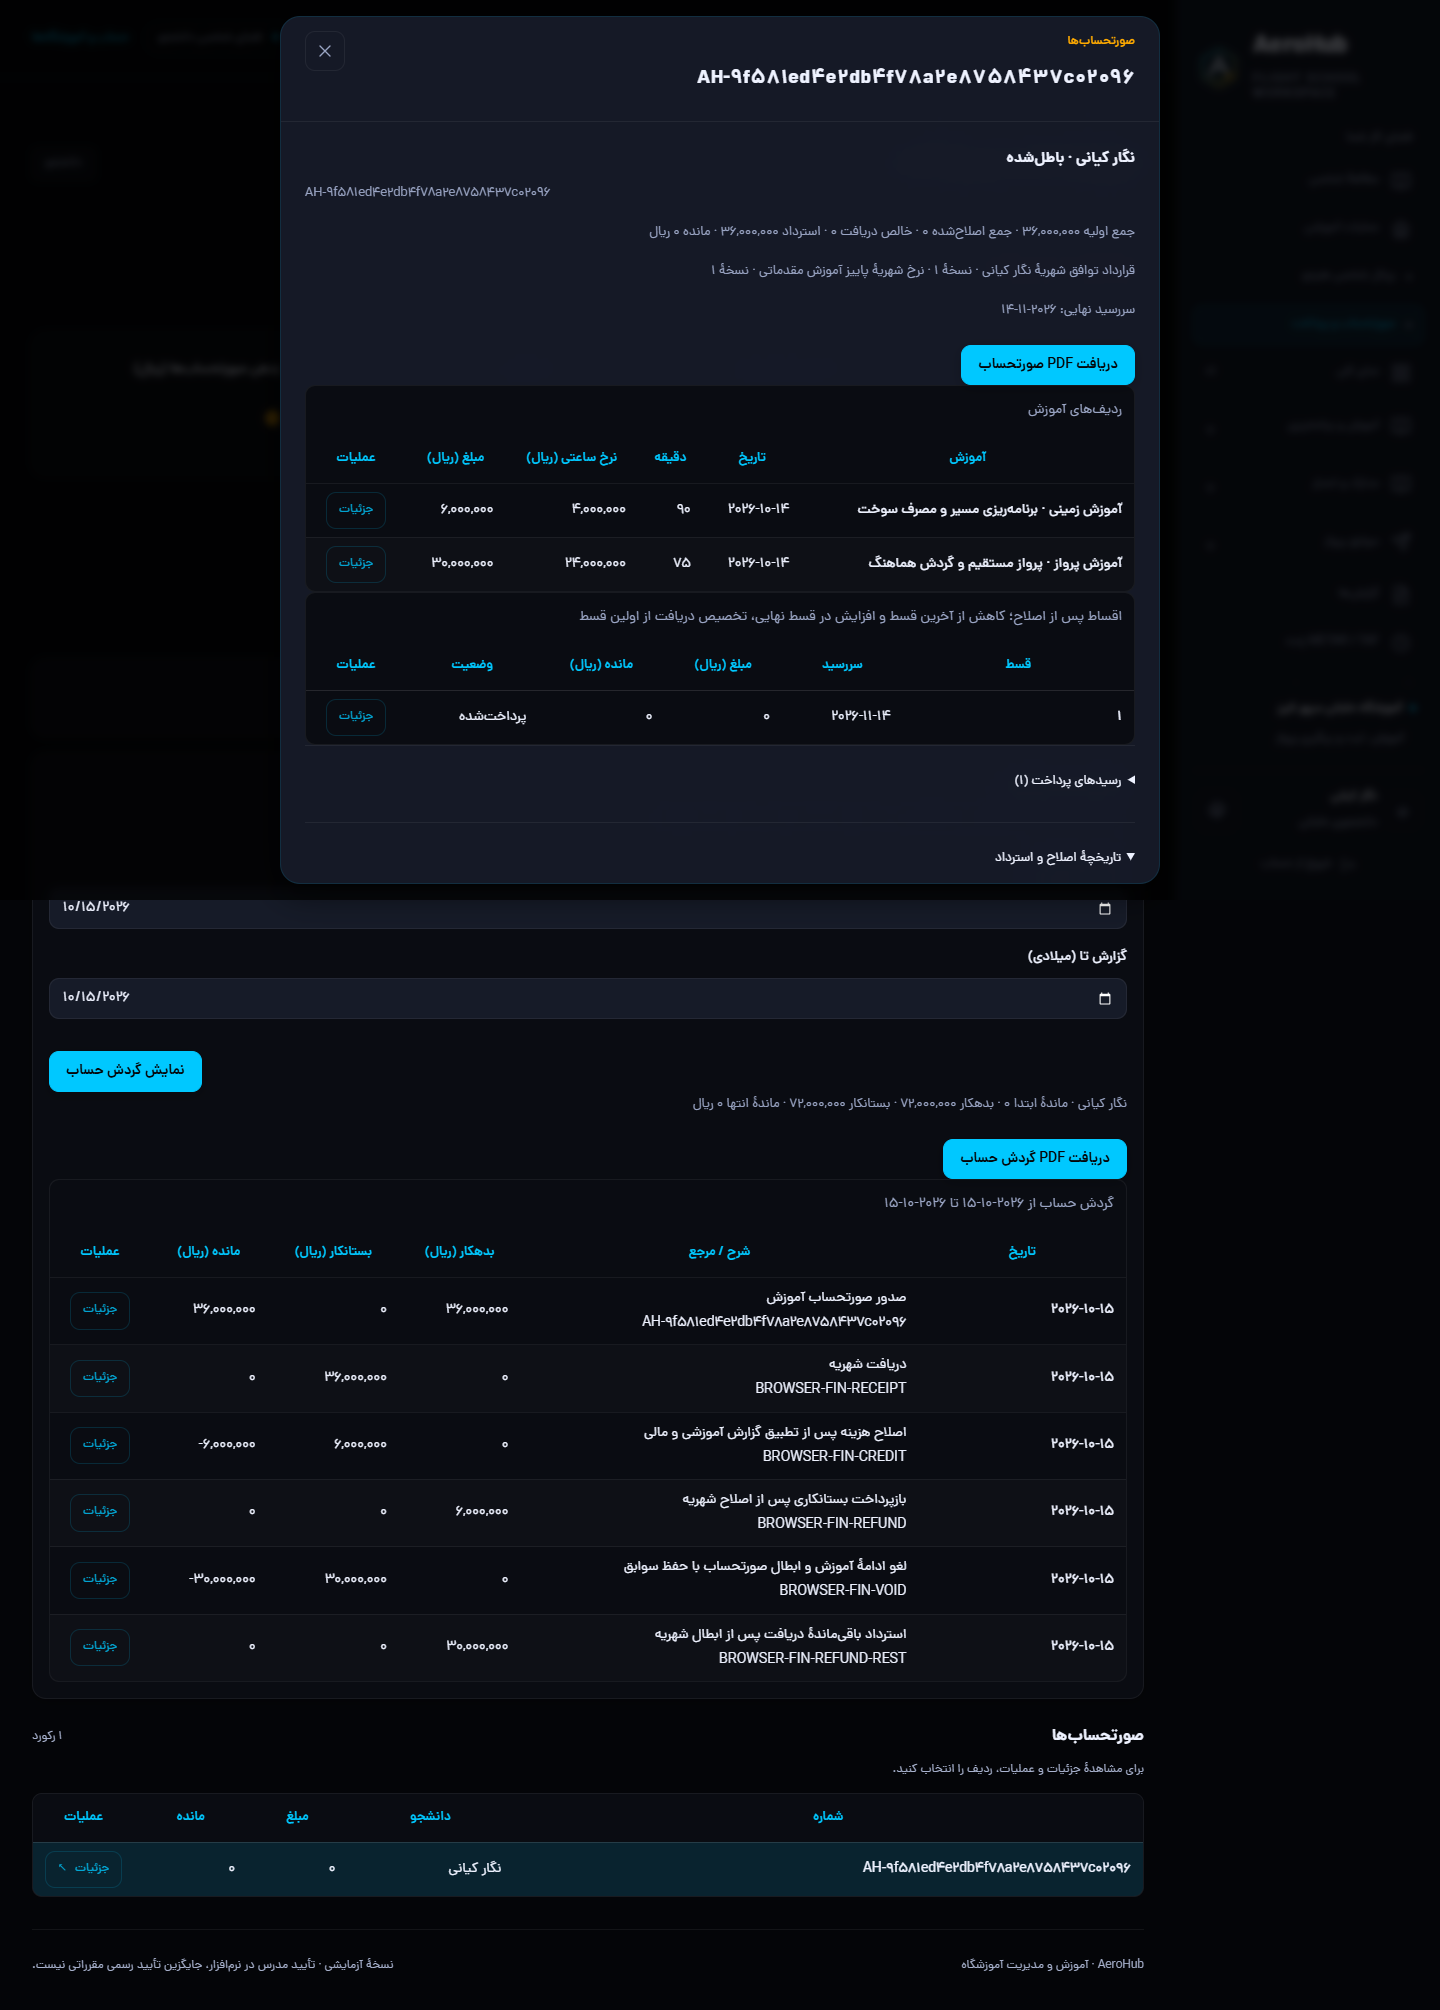 صورتحساب‌ها
AH-۹f۵۸۱ed۴e۲db۴f۷۸a۲e۸۷۵۸۴۳۷c۰۲۰۹۶
نگار کیانی · باطل‌شده
AH-۹f۵۸۱ed۴e۲db۴f۷۸a۲e۸۷۵۸۴۳۷c۰۲۰۹۶
جمع اولیه ۳۶,۰۰۰,۰۰۰ · جمع اصلاح‌شده ۰ · خالص دریافت ۰ · استرداد ۳۶,۰۰۰,۰۰۰ · مانده ۰ ریال
قرارداد توافق شهریهٔ نگار کیانی · نسخهٔ ۱ · نرخ شهریهٔ پاییز آموزش مقدماتی · نسخهٔ ۱
سررسید نهایی: ۲۰۲۶-۱۱-۱۴
دریافت PDF صورتحساب
ردیف‌های آموزش
آموزش تاریخ دقیقه نرخ ساعتی (ریال) مبلغ (ریال) عملیات
آموزش زمینی · برنامه‌ریزی مسیر و مصرف سوخت ۲۰۲۶-۱۰-۱۴ ۹۰ ۴,۰۰۰,۰۰۰ ۶,۰۰۰,۰۰۰ جزئیات
آموزش پرواز · پرواز مستقیم و گردش هماهنگ ۲۰۲۶-۱۰-۱۴ ۷۵ ۲۴,۰۰۰,۰۰۰ ۳۰,۰۰۰,۰۰۰ جزئیات
اقساط پس از اصلاح؛ کاهش از آخرین قسط و افزایش در قسط نهایی، تخصیص دریافت از اولین قسط
قسط سررسید مبلغ (ریال) مانده (ریال) وضعیت عملیات
۱ ۲۰۲۶-۱۱-۱۴ ۰ ۰ پرداخت‌شده جزئیات
رسیدهای پرداخت (۱)
تاریخچهٔ اصلاح و استرداد
۱۰/۱۵/۲۰۲۶
گزارش تا (میلادی)
۱۰/۱۵/۲۰۲۶
نمایش گردش حساب
نگار کیانی · ماندهٔ ابتدا ۰ · بدهکار ۷۲,۰۰۰,۰۰۰ · بستانکار ۷۲,۰۰۰,۰۰۰ · ماندهٔ انتها ۰ ریال
دریافت PDF گردش حساب
گردش حساب از ۲۰۲۶-۱۰-۱۵ تا ۲۰۲۶-۱۰-۱۵
تاریخ شرح / مرجع بدهکار (ریال) بستانکار (ریال) مانده (ریال) عملیات
۲۰۲۶-۱۰-۱۵ صدور صورتحساب آموزش ۳۶,۰۰۰,۰۰۰ ۰ ۳۶,۰۰۰,۰۰۰ جزئیات
AH-۹f۵۸۱ed۴e۲db۴f۷۸a۲e۸۷۵۸۴۳۷c۰۲۰۹۶
۲۰۲۶-۱۰-۱۵ دریافت شهریه ۰ ۳۶,۰۰۰,۰۰۰ ۰ جزئیات
BROWSER-FIN-RECEIPT
۲۰۲۶-۱۰-۱۵ اصلاح هزینه پس از تطبیق گزارش آموزشی و مالی ۰ ۶,۰۰۰,۰۰۰ -۶,۰۰۰,۰۰۰ جزئیات
BROWSER-FIN-CREDIT
۲۰۲۶-۱۰-۱۵ بازپرداخت بستانکاری پس از اصلاح شهریه ۶,۰۰۰,۰۰۰ ۰ ۰ جزئیات
BROWSER-FIN-REFUND
۲۰۲۶-۱۰-۱۵ لغو ادامهٔ آموزش و ابطال صورتحساب با حفظ سوابق ۰ ۳۰,۰۰۰,۰۰۰ -۳۰,۰۰۰,۰۰۰ جزئیات
BROWSER-FIN-VOID
۲۰۲۶-۱۰-۱۵ استرداد باقی‌ماندهٔ دریافت پس از ابطال شهریه ۳۰,۰۰۰,۰۰۰ ۰ ۰ جزئیات
BROWSER-FIN-REFUND-REST
صورتحساب‌ها ۱ رکورد
برای مشاهدهٔ جزئیات و عملیات، ردیف را انتخاب کنید.
شماره دانشجو مبلغ مانده عملیات
AH-۹f۵۸۱ed۴e۲db۴f۷۸a۲e۸۷۵۸۴۳۷c۰۲۰۹۶ نگار کیانی ۰ ۰ جزئیات
AeroHub · آموزش و مدیریت آموزشگاه
نسخهٔ آزمایشی · تأیید مدرس در نرم‌افزار، جایگزین تأیید رسمی مقرراتی نیست.